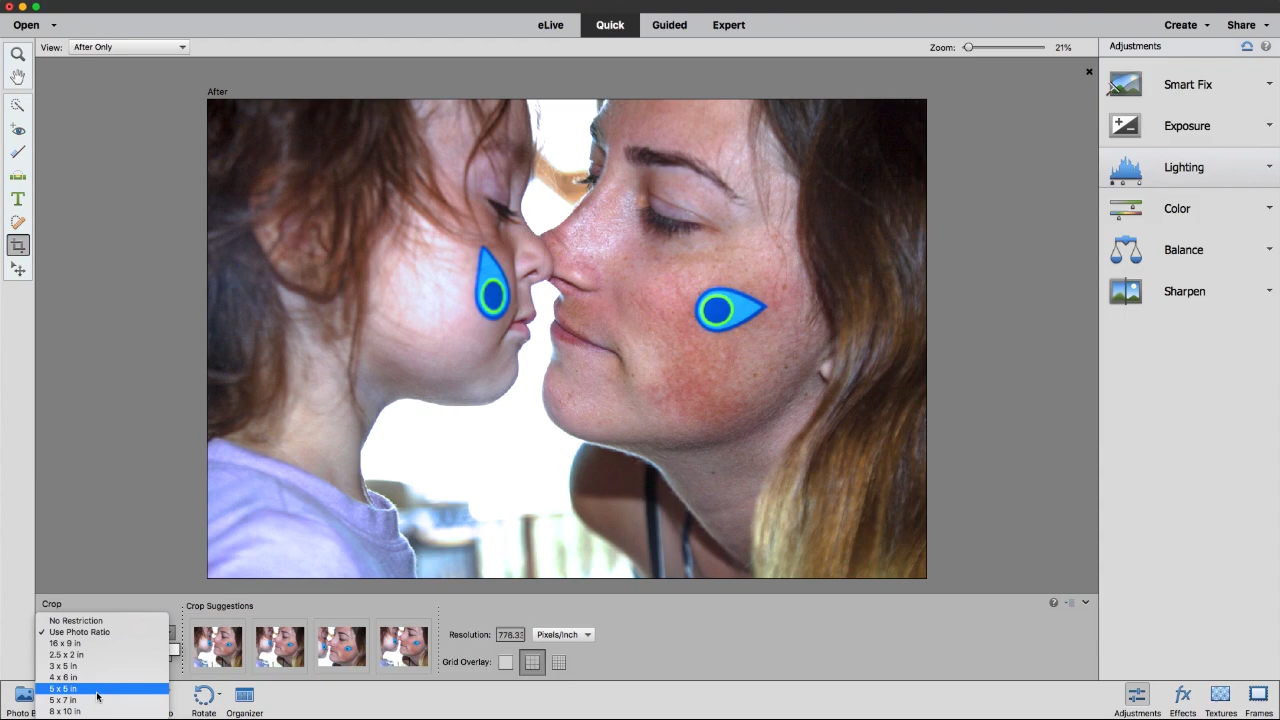 Open
eLive
Quick
Guided
Expert
Create
Share
View:
After Only
Zoom:
21%
Adjustments
After
Smart Fix
Exposure
Lighting
Color
Balance
Sharpen
T
Crop
Crop Suggestions
No Restriction
✓ Use Photo Ratio
16 x 9 in
2.5 x 2 in
3 x 5 in
4 x 6 in
5 x 5 in
5 x 7 in
8 x 10 in
Resolution:
Pixels/Inch
Grid Overlay:
Rotate
Organizer
Adjustments
fx
Effects
Textures
Frames